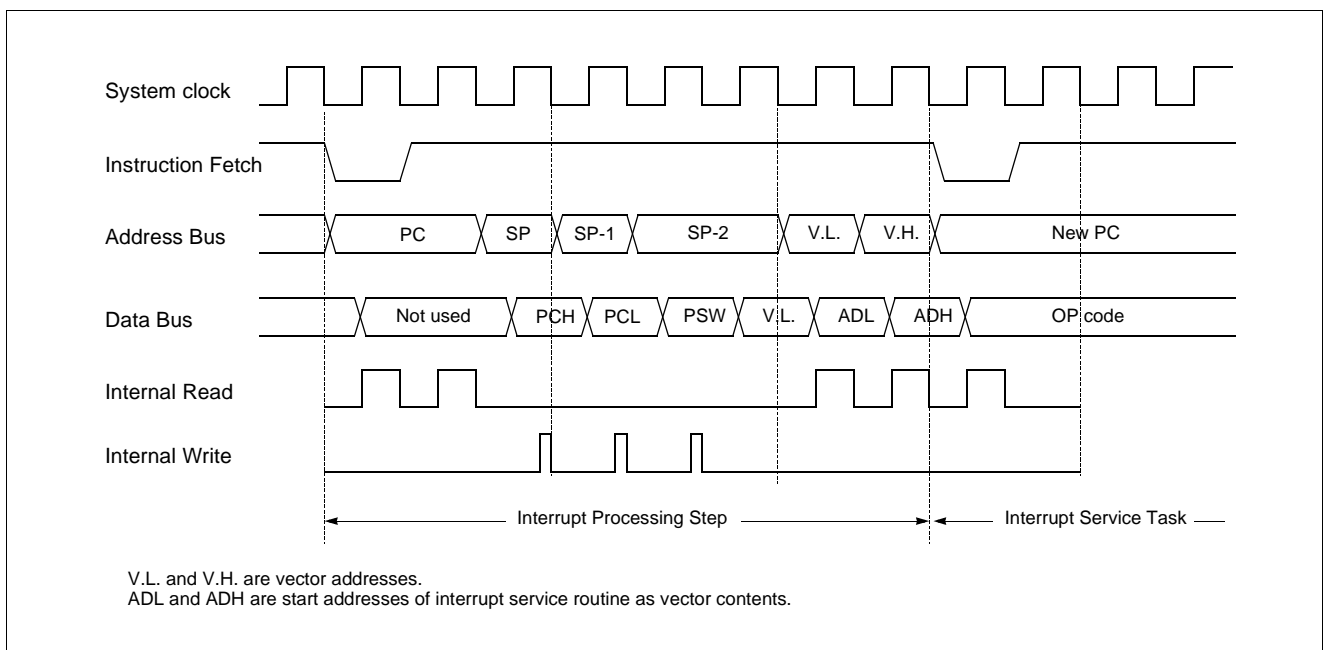 System clock
Instruction Fetch
Address Bus PC SP SP-1 SP-2 V.L. V.H. New PC
Data Bus Not used PCH PCL PSW V.L. ADL ADH OP code
Internal Read
Internal Write
Interrupt Processing Step Interrupt Service Task
V.L. and V.H. are vector addresses.
ADL and ADH are start addresses of interrupt service routine as vector contents.